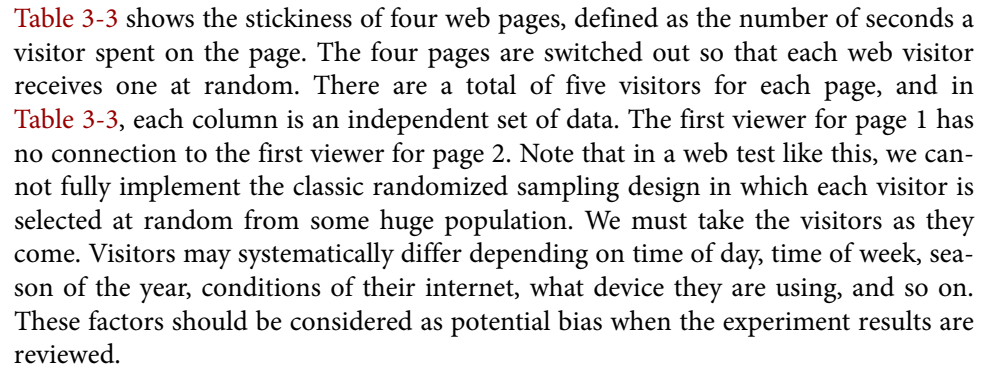 Table 3-3 shows the stickiness of four web pages, defined as the number of seconds a
visitor spent on the page. The four pages are switched out so that each web visitor
receives one at random. There are a total of five visitors for each page, and in
Table 3-3, each column is an independent set of data. The first viewer for page 1 has
no connection to the first viewer for page 2. Note that in a web test like this, we can-
not fully implement the classic randomized sampling design in which each visitor is
selected at random from some huge population. We must take the visitors as they
come. Visitors may systematically differ depending on time of day, time of week, sea-
son of the year, conditions of their internet, what device they are using, and so on.
These factors should be considered as potential bias when the experiment results are
reviewed.